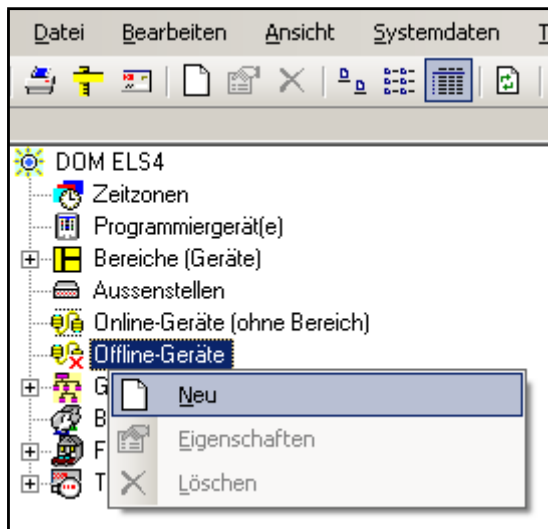 Datei Bearbeiten Ansicht Systemdaten T
DOM ELS4
Zeitzonen
Programmiergerät(e)
Bereiche (Geräte)
Aussenstellen
Online-Geräte (ohne Bereich)
Offline-Geräte
G
Neu
B
Eigenschaften
F
T
Löschen